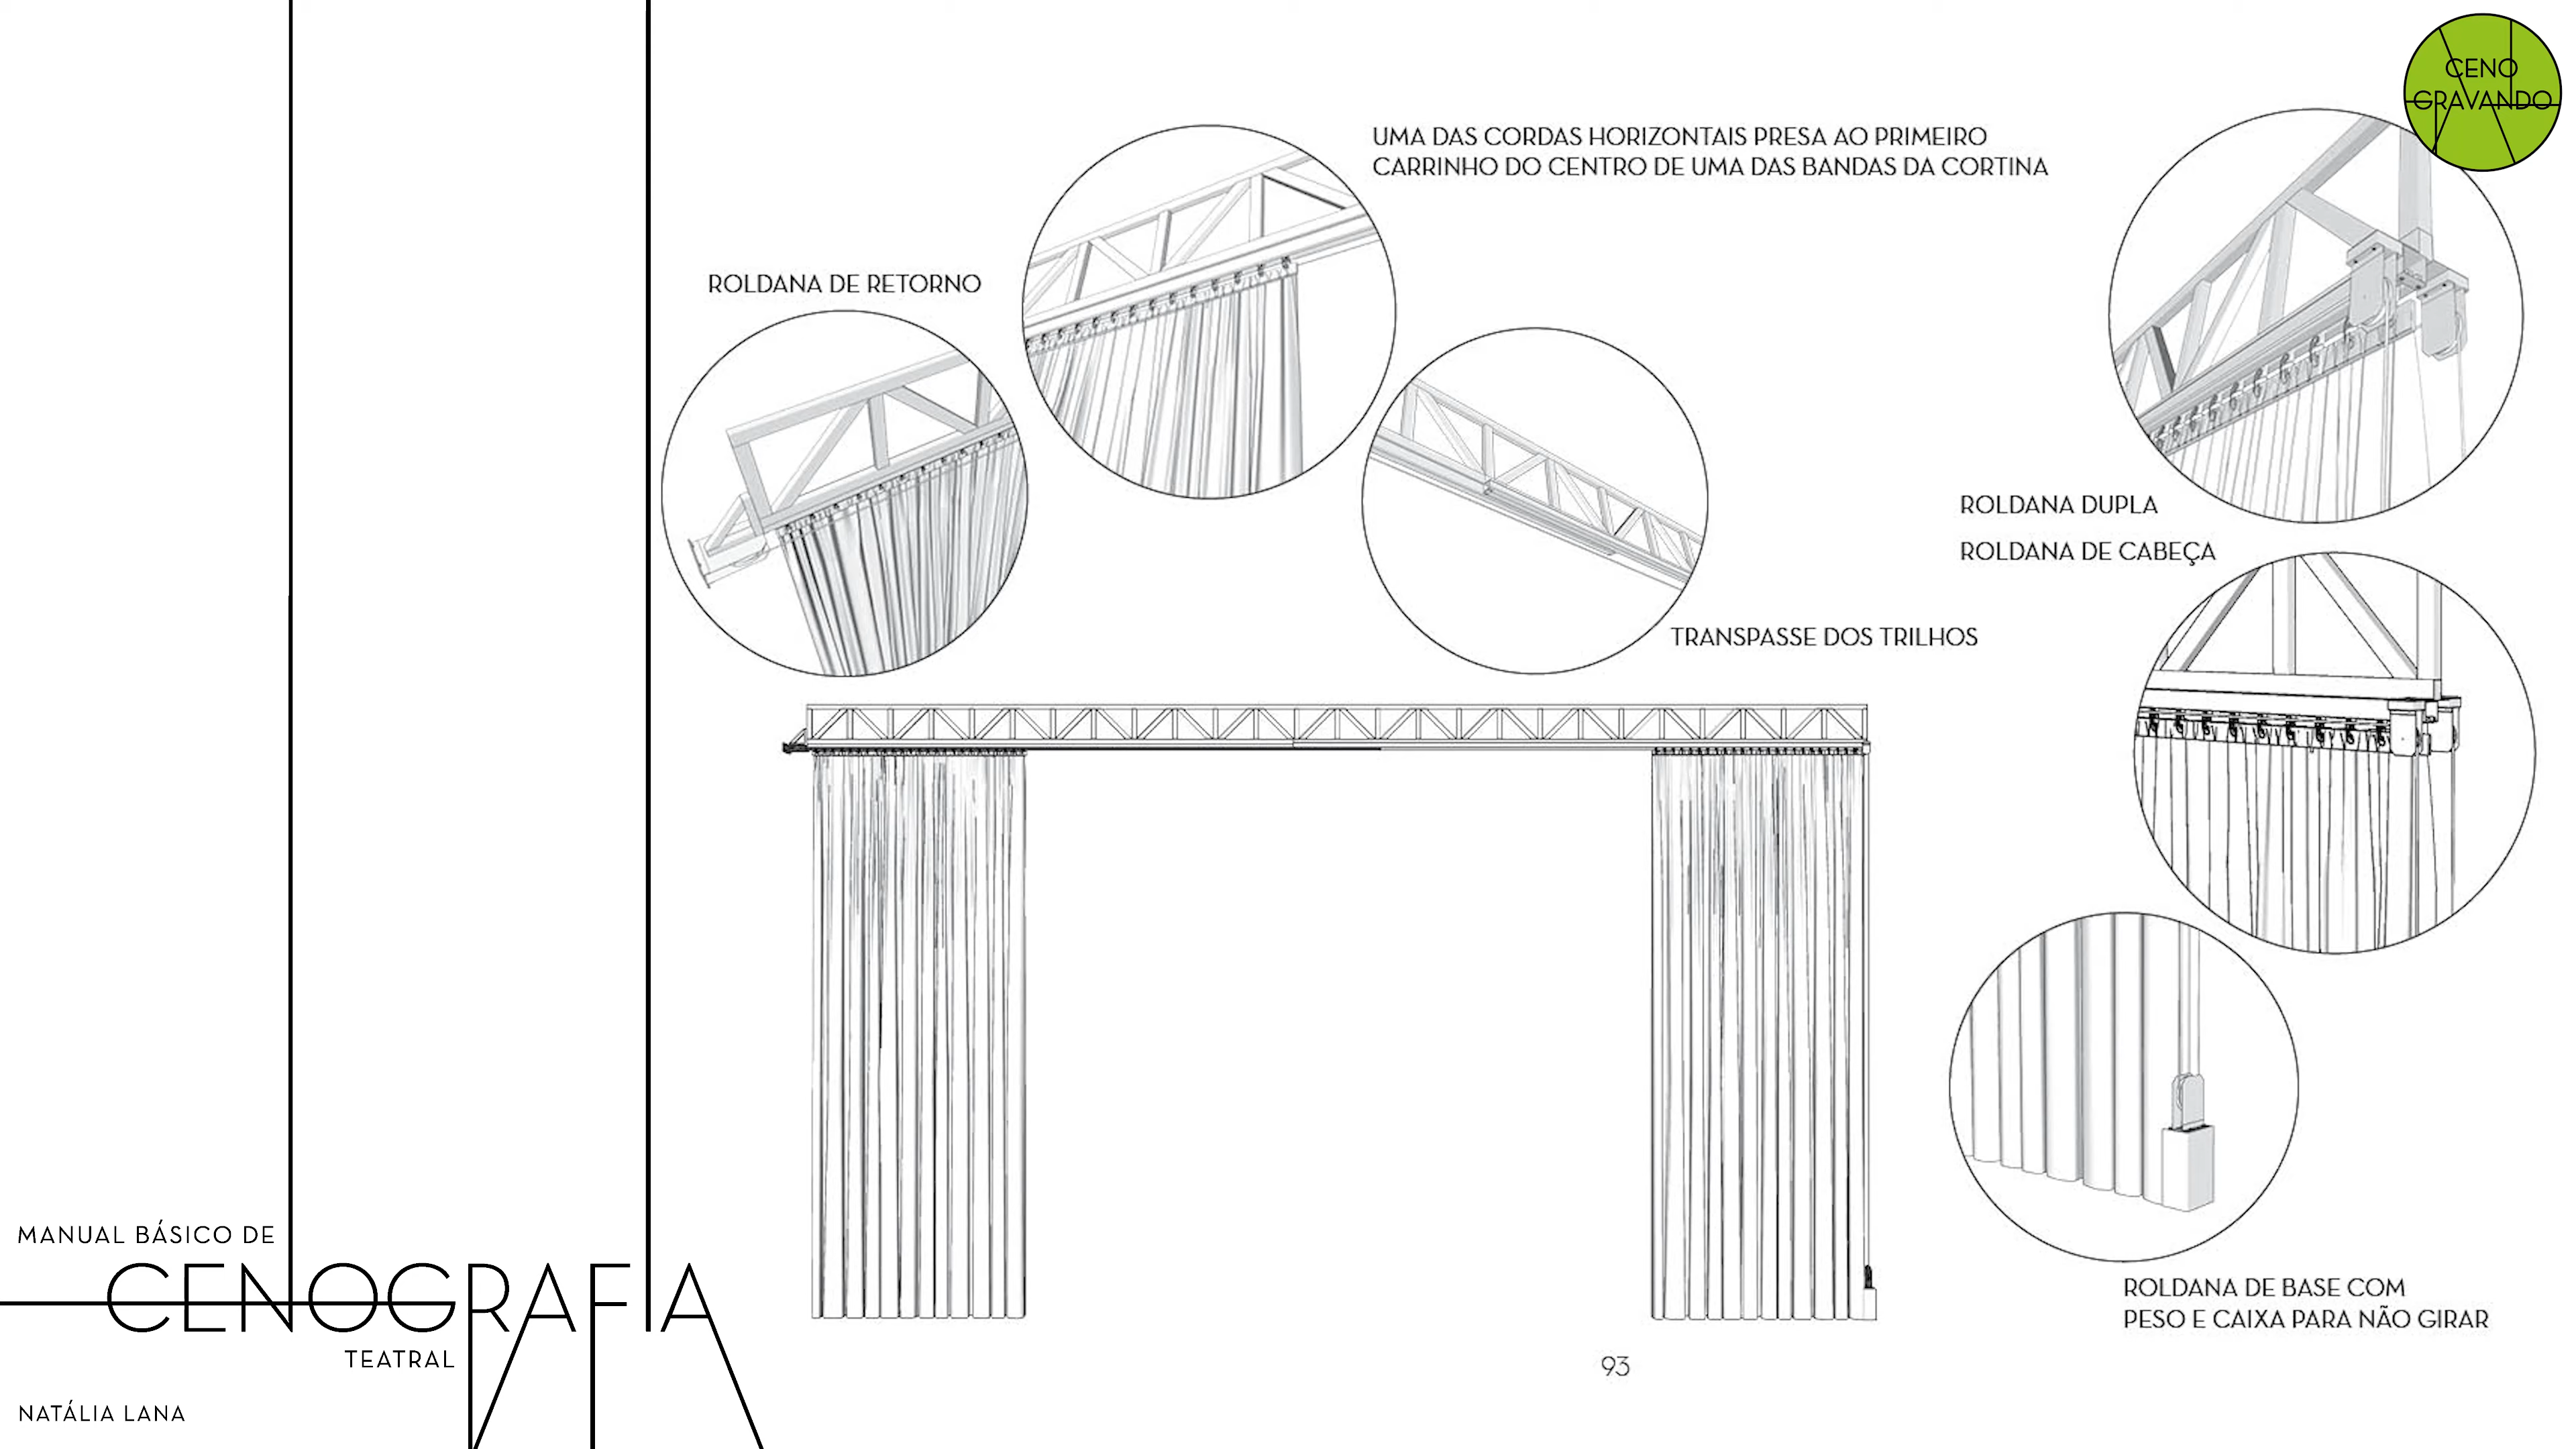 CENO
GRAVANDO
UMA DAS CORDAS HORIZONTAIS PRESA AO PRIMEIRO
CARRINHO DO CENTRO DE UMA DAS BANDAS DA CORTINA
ROLDANA DE RETORNO
ROLDANA DUPLA
ROLDANA DE CABEÇA
TRANSPASSE DOS TRILHOS
ROLDANA DE BASE COM
PESO E CAIXA PARA NÃO GIRAR
93
MANUAL BÁSICO DE
CENOGRAFIA
TEATRAL
NATÁLIA LANA